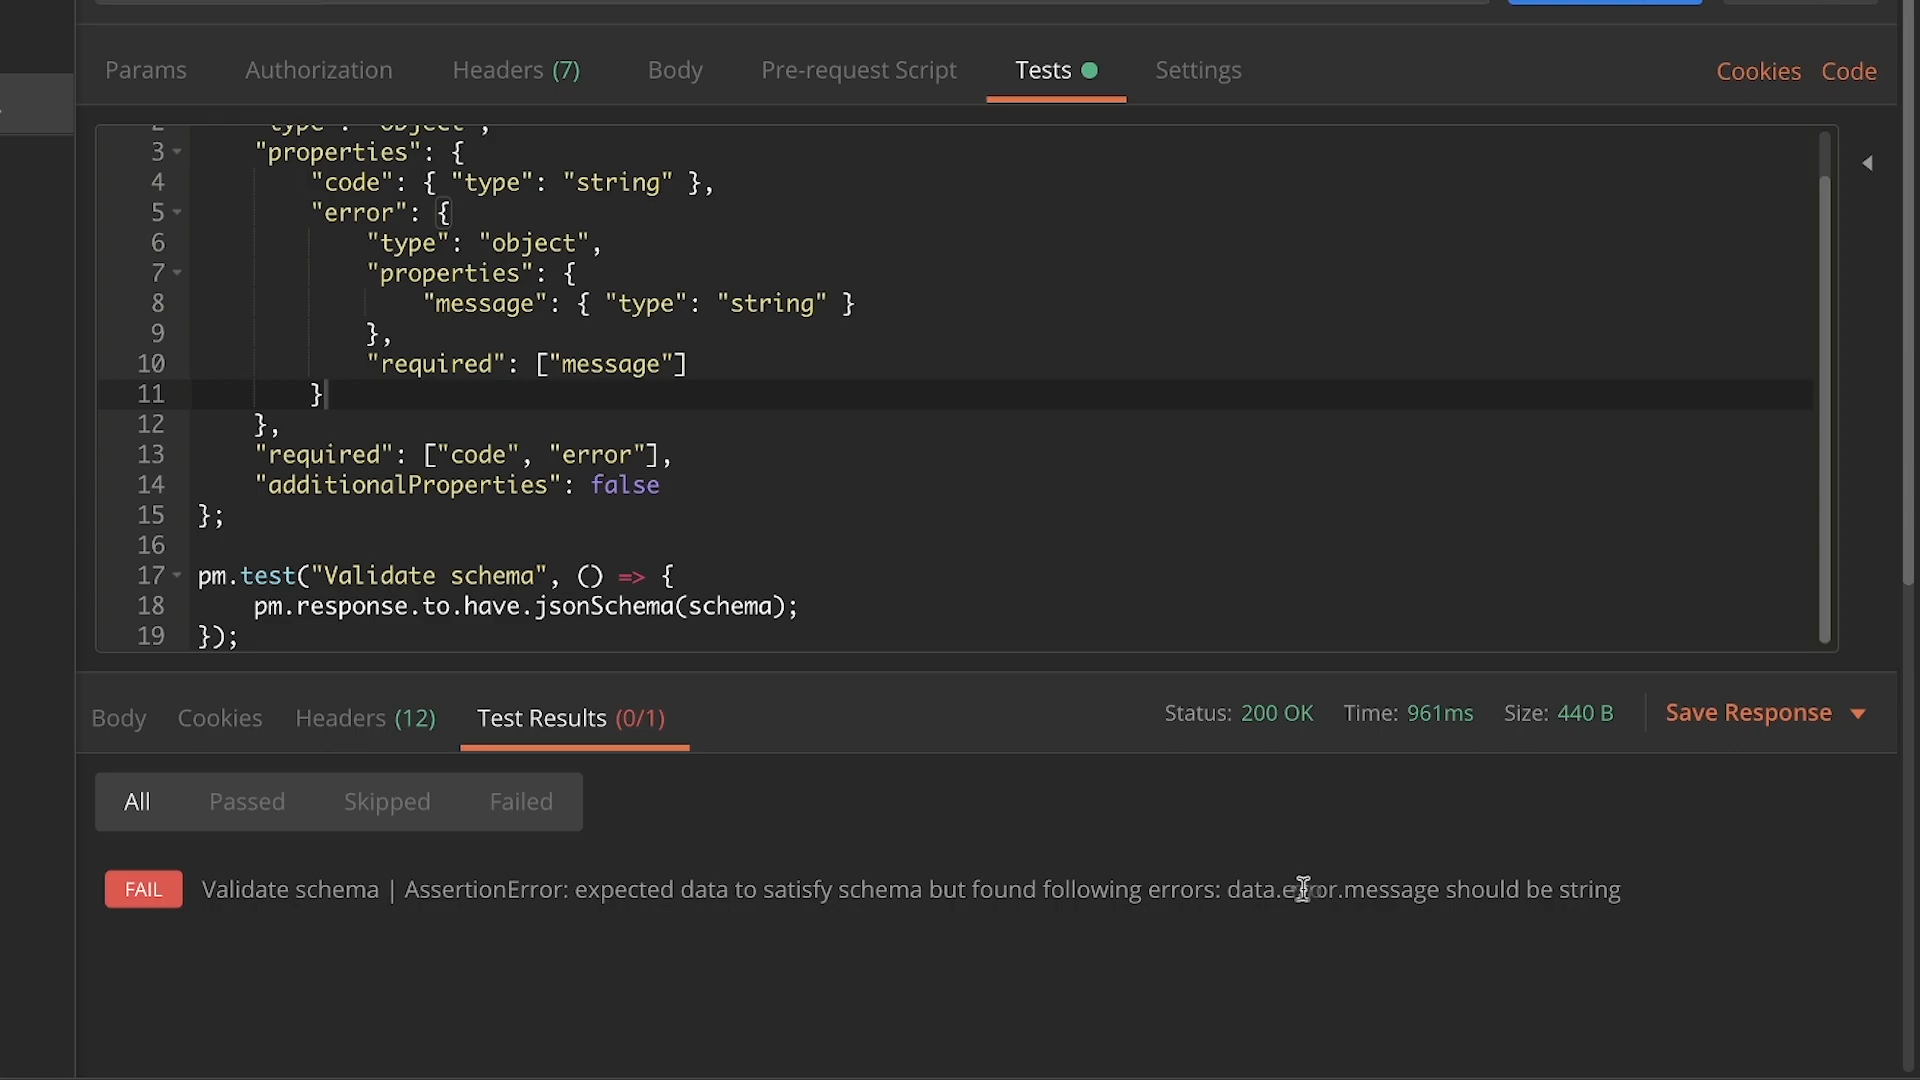 Params Authorization Headers (7) Body Pre-request Script Tests Settings Cookies Code
2 "type": "object",
3 "properties": {
4 "code": { "type": "string" },
5 "error": {
6 "type": "object",
7 "properties": {
8 "message": { "type": "string" }
9 },
10 "required": ["message"]
11 }
12 },
13 "required": ["code", "error"],
14 "additionalProperties": false
15 };
16
17 pm.test("Validate schema", () => {
18 pm.response.to.have.jsonSchema(schema);
19 });
Body Cookies Headers (12) Test Results (0/1) Status: 200 OK Time: 961ms Size: 440 B Save Response
All Passed Skipped Failed
FAIL Validate schema | AssertionError: expected data to satisfy schema but found following errors: data.error.message should be string